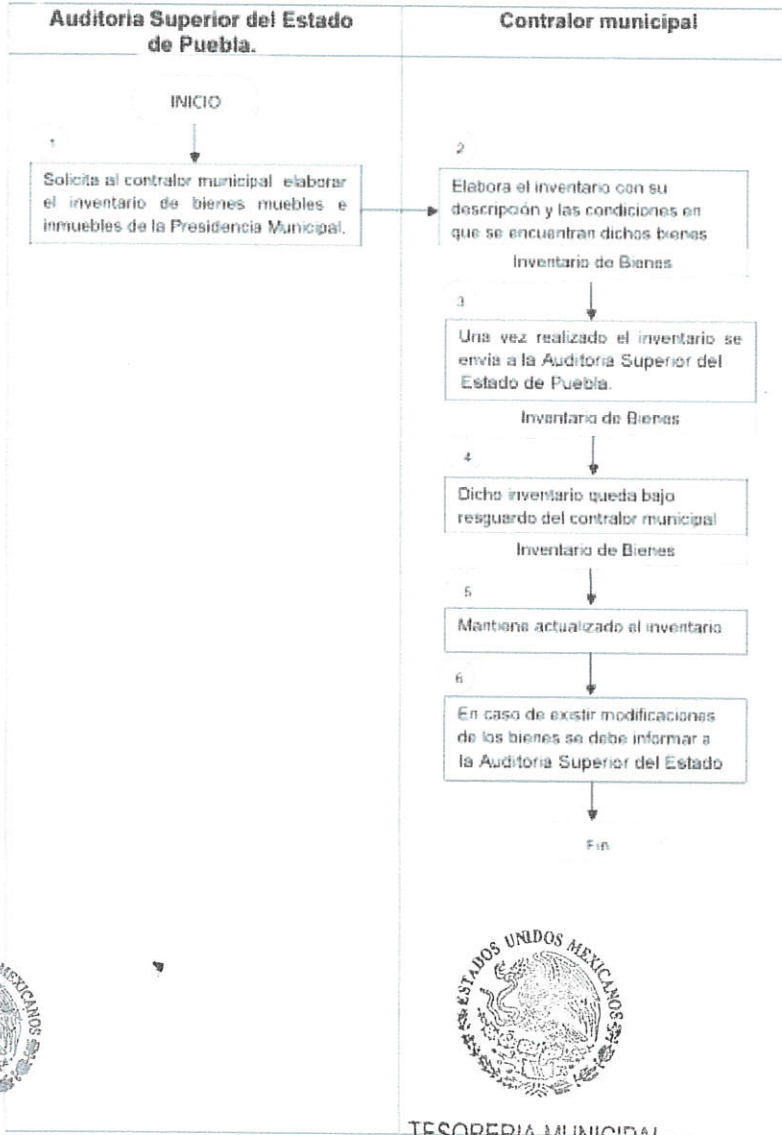 Auditoria Superior del Estado
de Puebla.
Contralor municipal
INICIO
1
Solicita al contralor municipal elaborar
el inventario de bienes muebles e
inmuebles de la Presidencia Municipal.
2
Elabora el inventario con su
descripción y las condiciones en
que se encuentran dichos bienes
Inventario de Bienes
3
Una vez realizado el inventario se
envía a la Auditoria Superior del
Estado de Puebla.
Inventario de Bienes
4
Dicho inventario queda bajo
resguardo del contralor municipal
Inventario de Bienes
5
Mantiene actualizado el inventario
6
En caso de existir modificaciones
de los bienes se debe informar a
la Auditoria Superior del Estado
Fin
ESTADOS UNIDOS MEXICANOS
MEXICANOS
TESORERIA MUNICIPAL